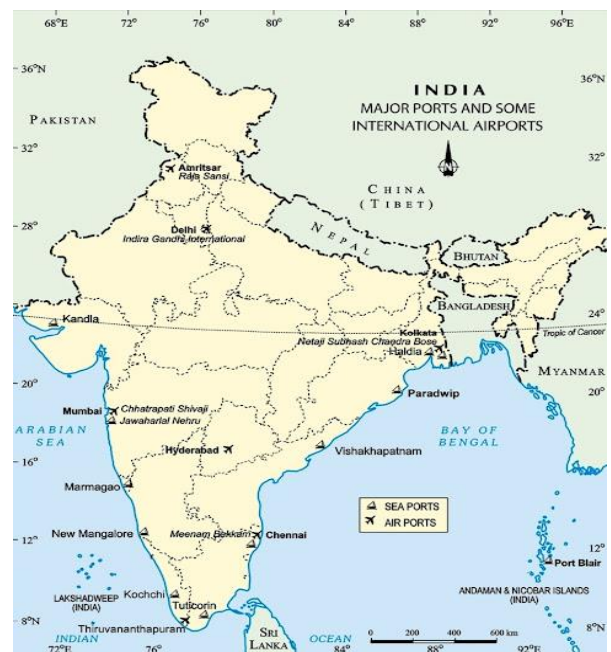 68°E
72°
76°
80°
84°
88°
92°
96°E
36°N
INDIA
MAJOR PORTS AND SOME
INTERNATIONAL AIRPORTS
36°N
PAKISTAN
32°
Amritsar
Raja Sansi
CHINA
(TIBET)
32°
28°
Delhi
Indira Gandhi International
NEPAL
BHUTAN
28°
BANGLADESH
24°
Kandla
Kolkata
Netaji Subhash Chandra Bose
Haldia
24°
Tropic of Cancer
MYANMAR
20°
Paradwip
20°
Mumbai
Chhatrapati Shivaji
Jawaharlal Nehru
ARABIAN
SEA
Hyderabad
BAY OF
BENGAL
Vishakhapatnam
16°
16°
Marmagao
SEA PORTS
AIR PORTS
New Mangalore
Meenam Bakkam
Chennai
12°
12°
Port Blair
LAKSHADWEEP
(INDIA)
Kochchi
Tuticorin
ANDAMAN & NICOBAR ISLANDS
(INDIA)
8°N
Thiruvananthapuram
8°
INDIAN
SRI
LANKA
OCEAN
0
200
400
600 km
72°E
76°
80°
84°
88°
92°E